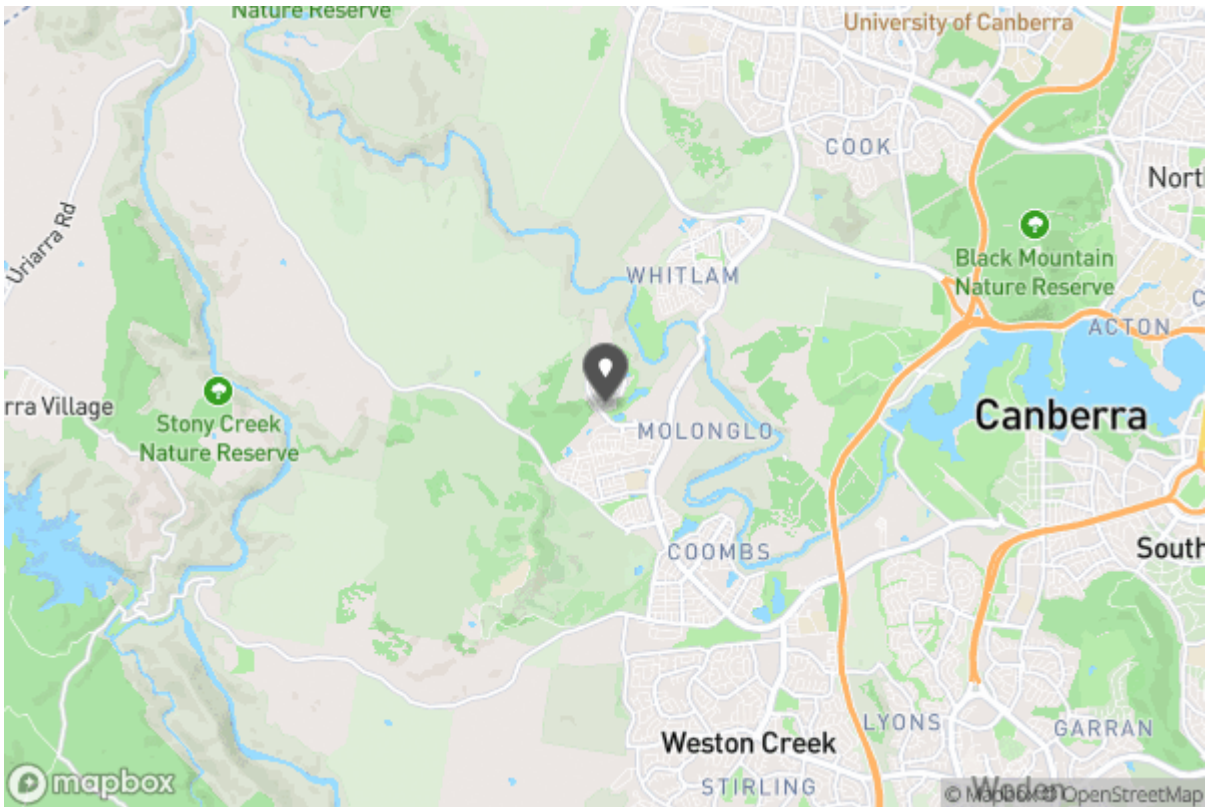 Nature Reserve
University of Canberra
COOK
North
Uriarra Rd
Black Mountain
Nature Reserve
WHITLAM
ACTON
rra Village
Stony Creek
Nature Reserve
MOLONGLO
Canberra
COOMBS
South
LYONS
GARRAN
Weston Creek
STIRLING
Woden
mapbox
© Mapbox © OpenStreetMap